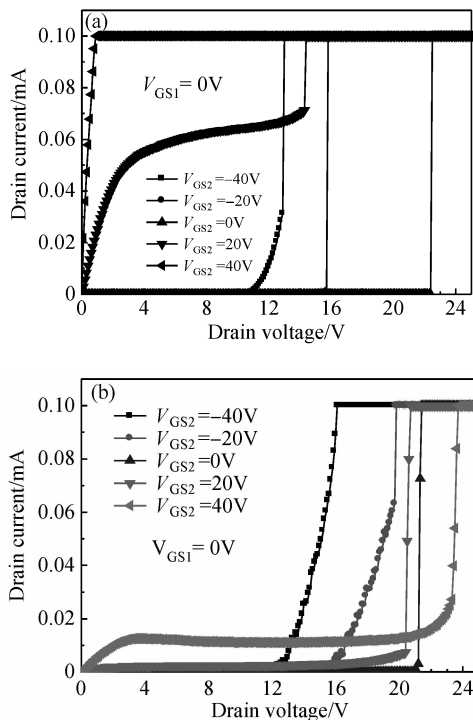 (a)
0.10
0.08
0.06
0.04
0.02
0
Drain current/mA
VGS1= 0V
VGS2=−40V
VGS2=−20V
VGS2=0V
VGS2=20V
VGS2=40V
0 4 8 12 16 20 24
Drain voltage/V
(b)
0.10
0.08
0.06
0.04
0.02
0
Drain current/mA
VGS2=−40V
VGS2=−20V
VGS2=0V
VGS2=20V
VGS2=40V
VGS1= 0V
0 4 8 12 16 20 24
Drain voltage/V